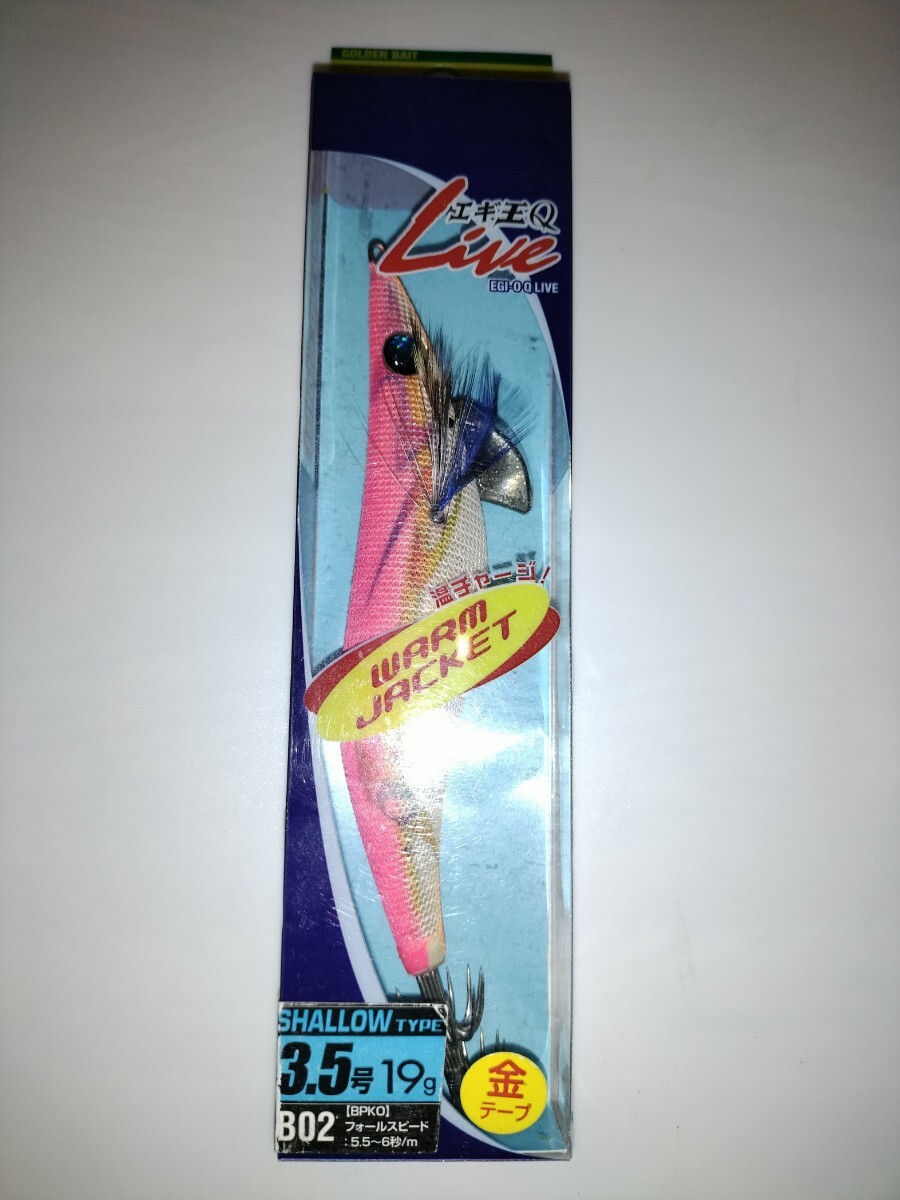 GOLDEN BAIT
エギ王Q
Live
EGI-O Q LIVE
温チャージ!
WARM
JACKET
SHALLOW TYPE
3.5号 19g
B02
【BPKO】
フォールスピード
:5.5～6秒/m
金
テープ